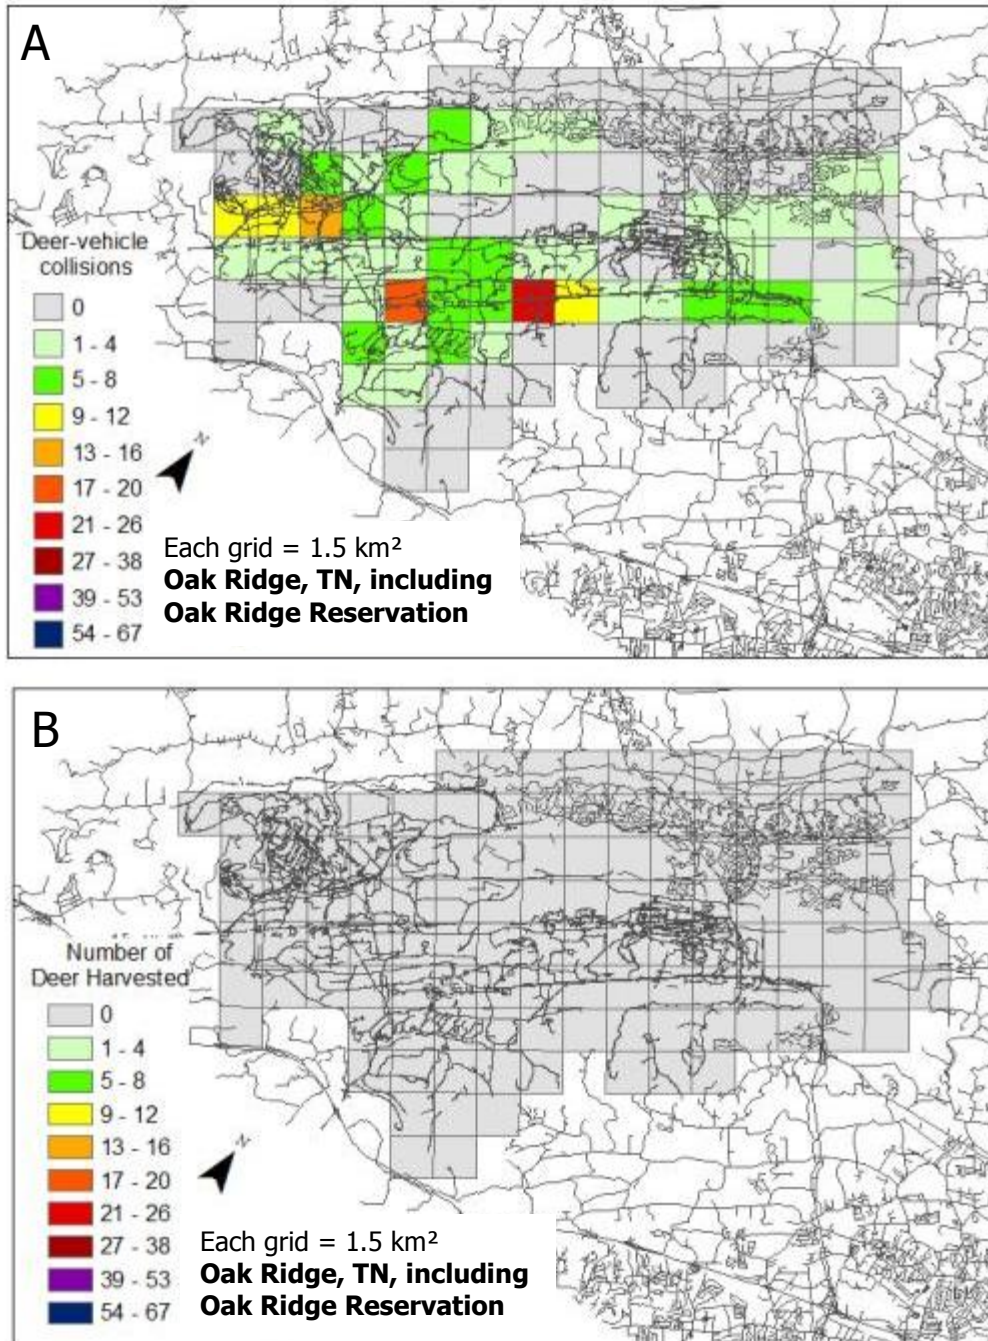 A
Deer-vehicle
collisions
0
1 - 4
5 - 8
9 - 12
13 - 16
17 - 20
21 - 26
27 - 38
39 - 53
54 - 67
N
Each grid = 1.5 km²
Oak Ridge, TN, including
Oak Ridge Reservation
B
Number of
Deer Harvested
0
1 - 4
5 - 8
9 - 12
13 - 16
17 - 20
21 - 26
27 - 38
39 - 53
54 - 67
N
Each grid = 1.5 km²
Oak Ridge, TN, including
Oak Ridge Reservation